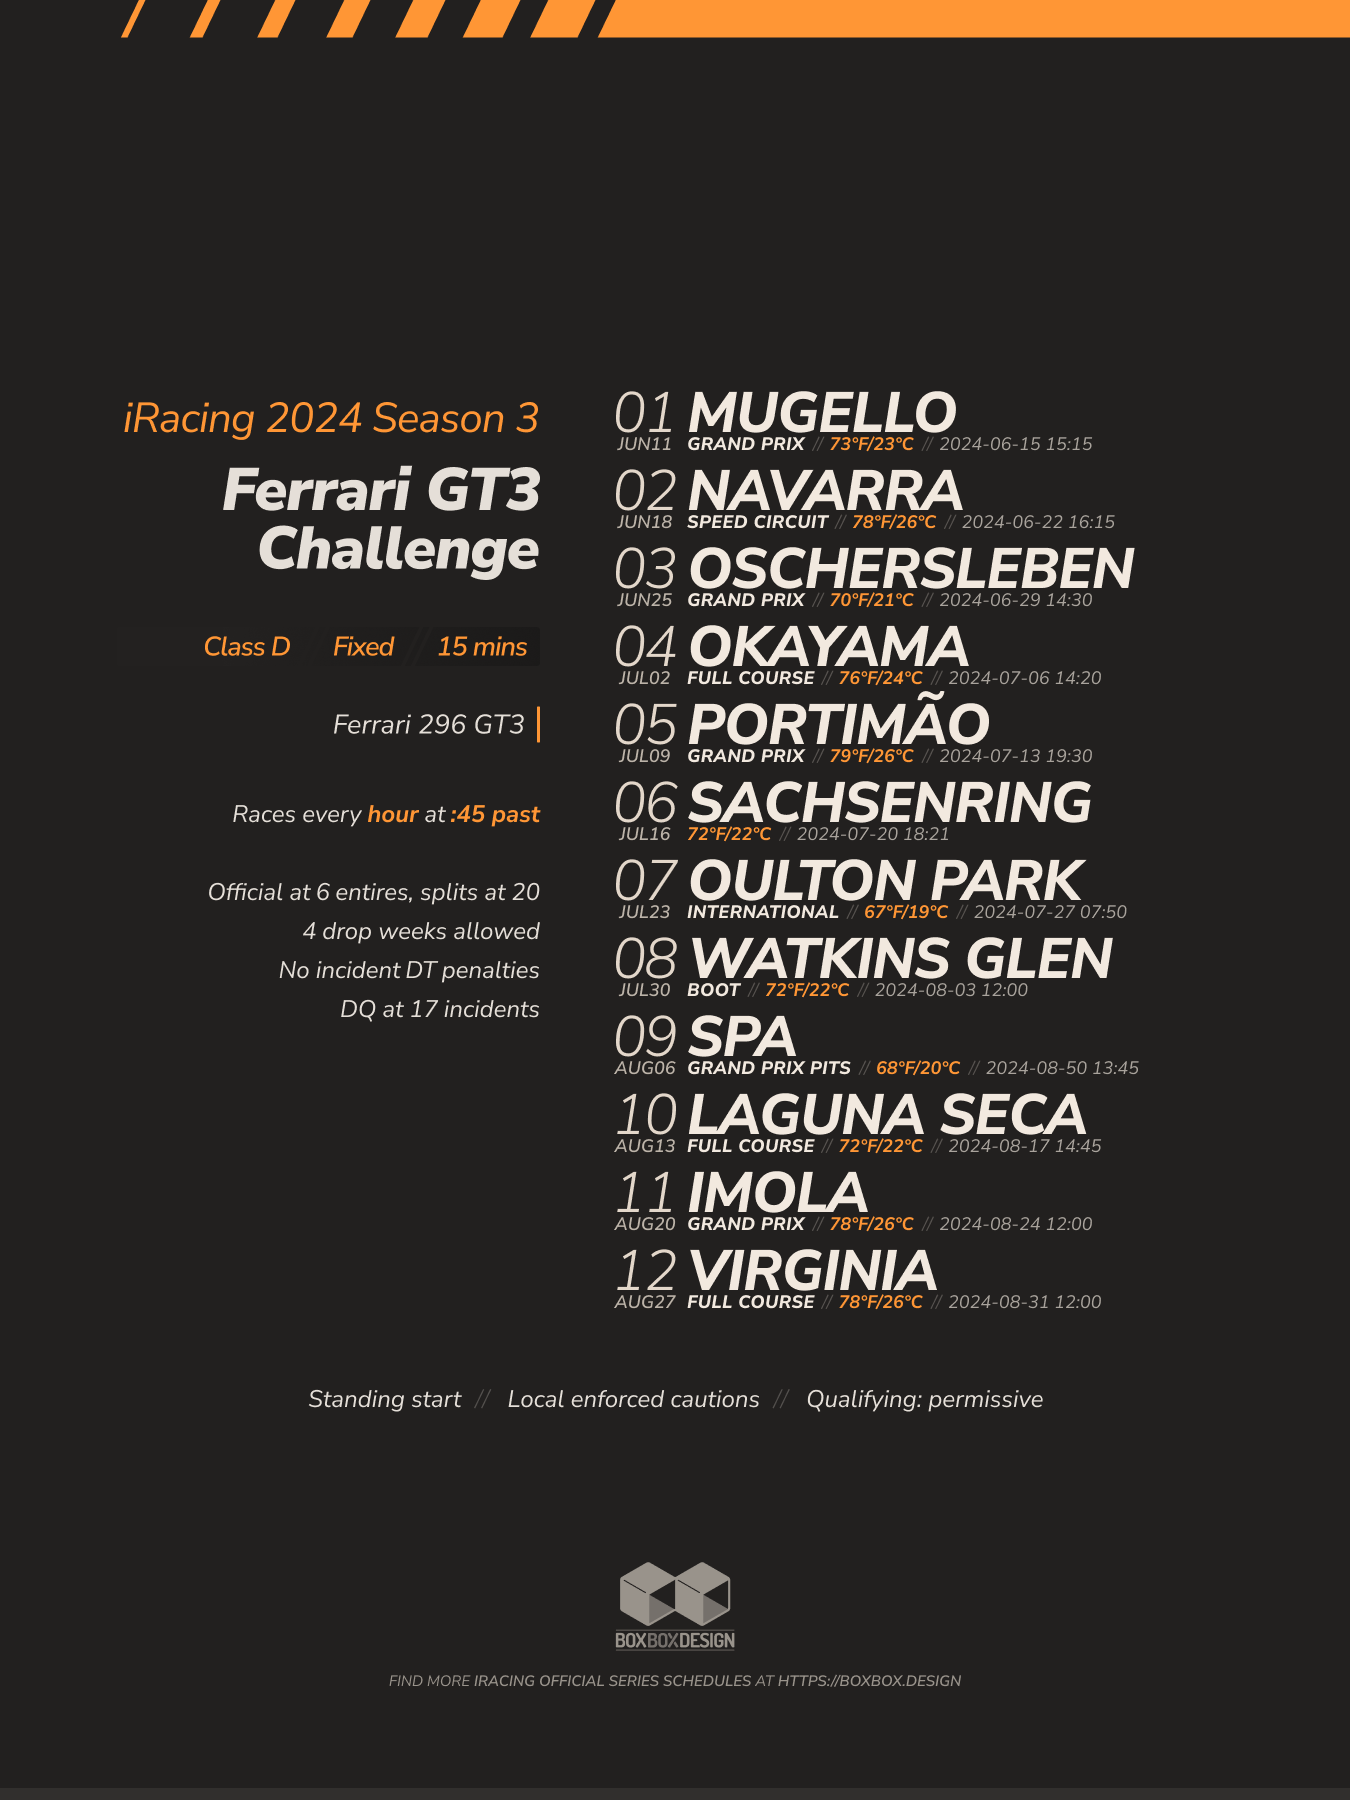 iRacing 2024 Season 3
Ferrari GT3
Challenge
Class D Fixed // 15 mins
Ferrari 296 GT3
Races every hour at :45 past
Official at 6 entires, splits at 20
4 drop weeks allowed
No incident DT penalties
DQ at 17 incidents
01 MUGELLO
JUN11 GRAND PRIX // 73°F/23°C // 2024-06-15 15:15
02 NAVARRA
JUN18 SPEED CIRCUIT // 78°F/26°C // 2024-06-22 16:15
03 OSCHERSLEBEN
JUN25 GRAND PRIX // 70°F/21°C // 2024-06-29 14:30
04 OKAYAMA
JUL02 FULL COURSE // 76°F/24°C // 2024-07-06 14:20
05 PORTIMÃO
JUL09 GRAND PRIX // 79°F/26°C // 2024-07-13 19:30
06 SACHSENRING
JUL16 72°F/22°C // 2024-07-20 18:21
07 OULTON PARK
JUL23 INTERNATIONAL // 67°F/19°C // 2024-07-27 07:50
08 WATKINS GLEN
JUL30 BOOT // 72°F/22°C // 2024-08-03 12:00
09 SPA
AUG06 GRAND PRIX PITS // 68°F/20°C // 2024-08-50 13:45
10 LAGUNA SECA
AUG13 FULL COURSE // 72°F/22°C // 2024-08-17 14:45
11 IMOLA
AUG20 GRAND PRIX // 78°F/26°C // 2024-08-24 12:00
12 VIRGINIA
AUG27 FULL COURSE // 78°F/26°C // 2024-08-31 12:00
Standing start // Local enforced cautions // Qualifying: permissive
BOXBOXDESIGN
FIND MORE IRACING OFFICIAL SERIES SCHEDULES AT HTTPS://BOXBOX.DESIGN